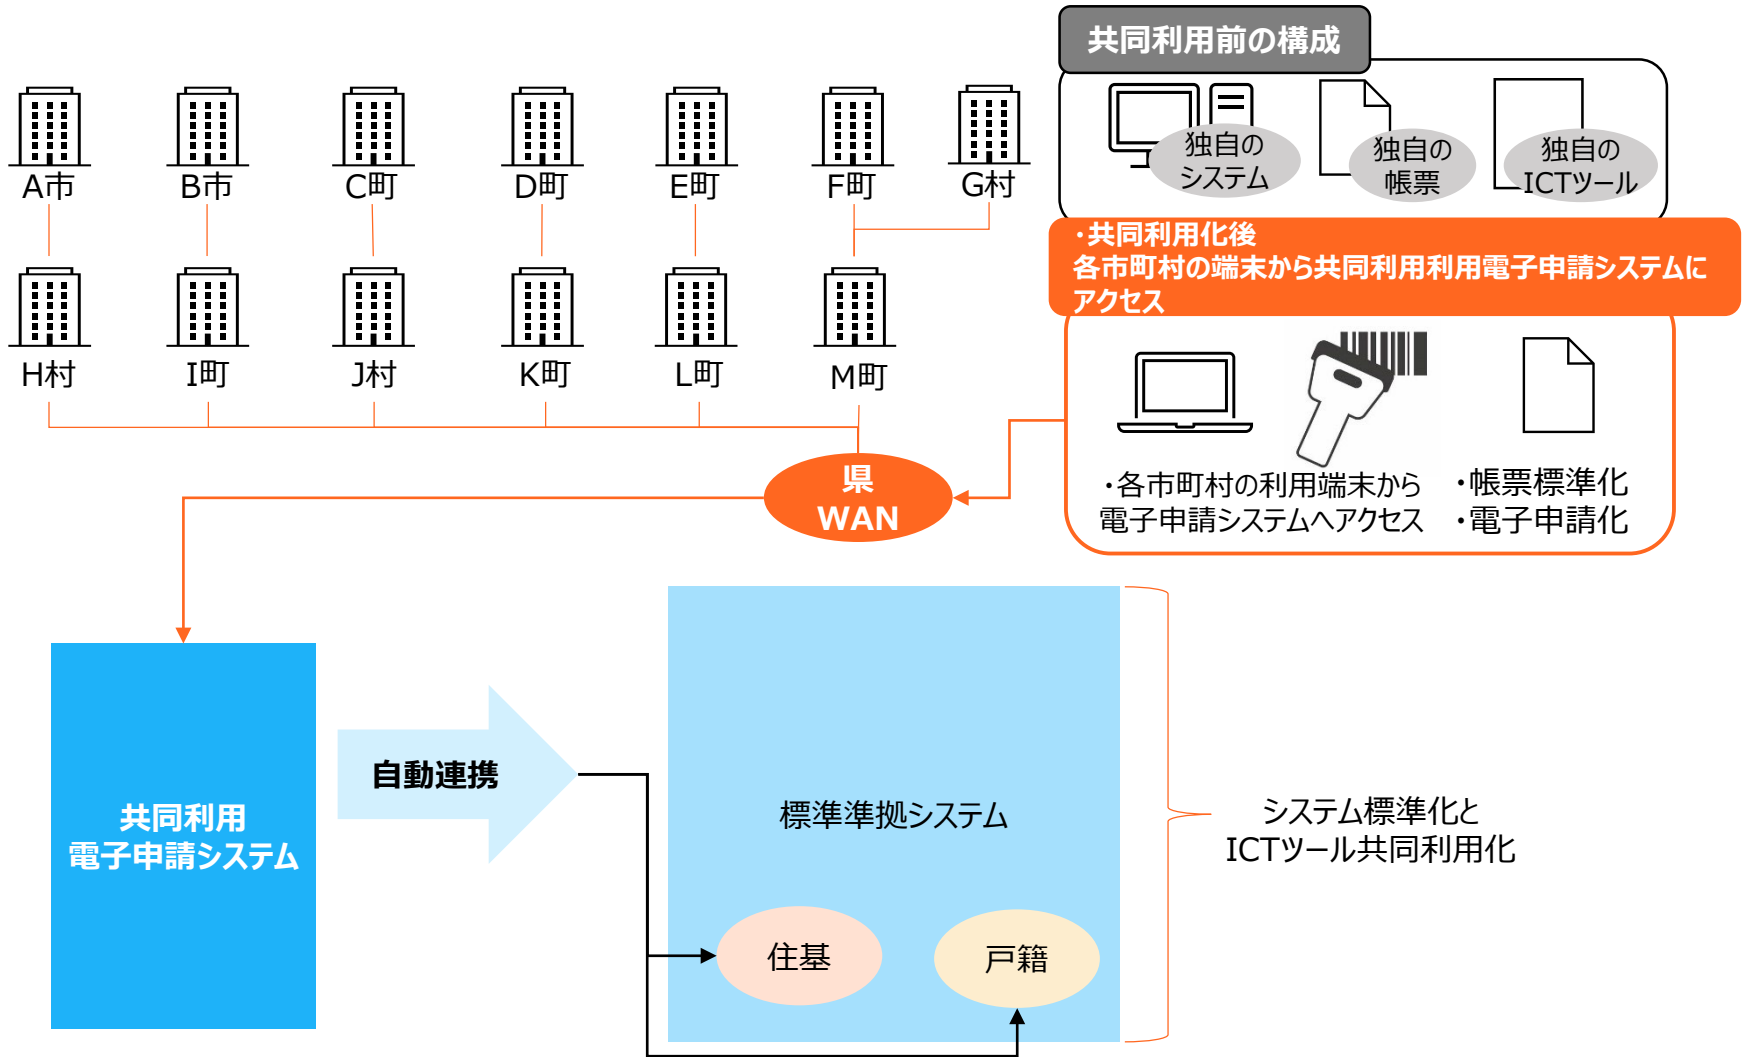 共同利用前の構成
独自の
システム
独自の
帳票
独自の
ICTツール
A市
B市
C町
D町
E町
F町
G村
・共同利用化後
各市町村の端末から共同利用利用電子申請システムに
アクセス
H村
I町
J村
K町
L町
M町
・各市町村の利用端末から
電子申請システムへアクセス
・帳票標準化
・電子申請化
県
WAN
共同利用
電子申請システム
自動連携
標準準拠システム
住基
戸籍
システム標準化と
ICTツール共同利用化